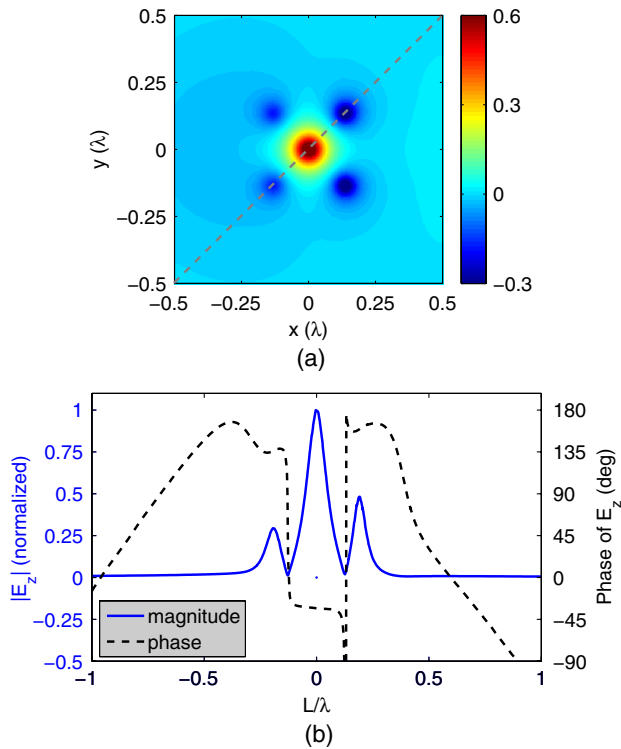 0.5
0.25
0
−0.25
−0.5
y (λ)
−0.5 −0.25 0 0.25 0.5
x (λ)
0.6
0.3
0
−0.3
(a)
1
0.75
0.5
0.25
0
−0.25
−0.5
|E_z| (normalized)
180
135
90
45
0
−45
−90
Phase of E_z (deg)
magnitude
phase
−1 −0.5 0 0.5 1
L/λ
(b)